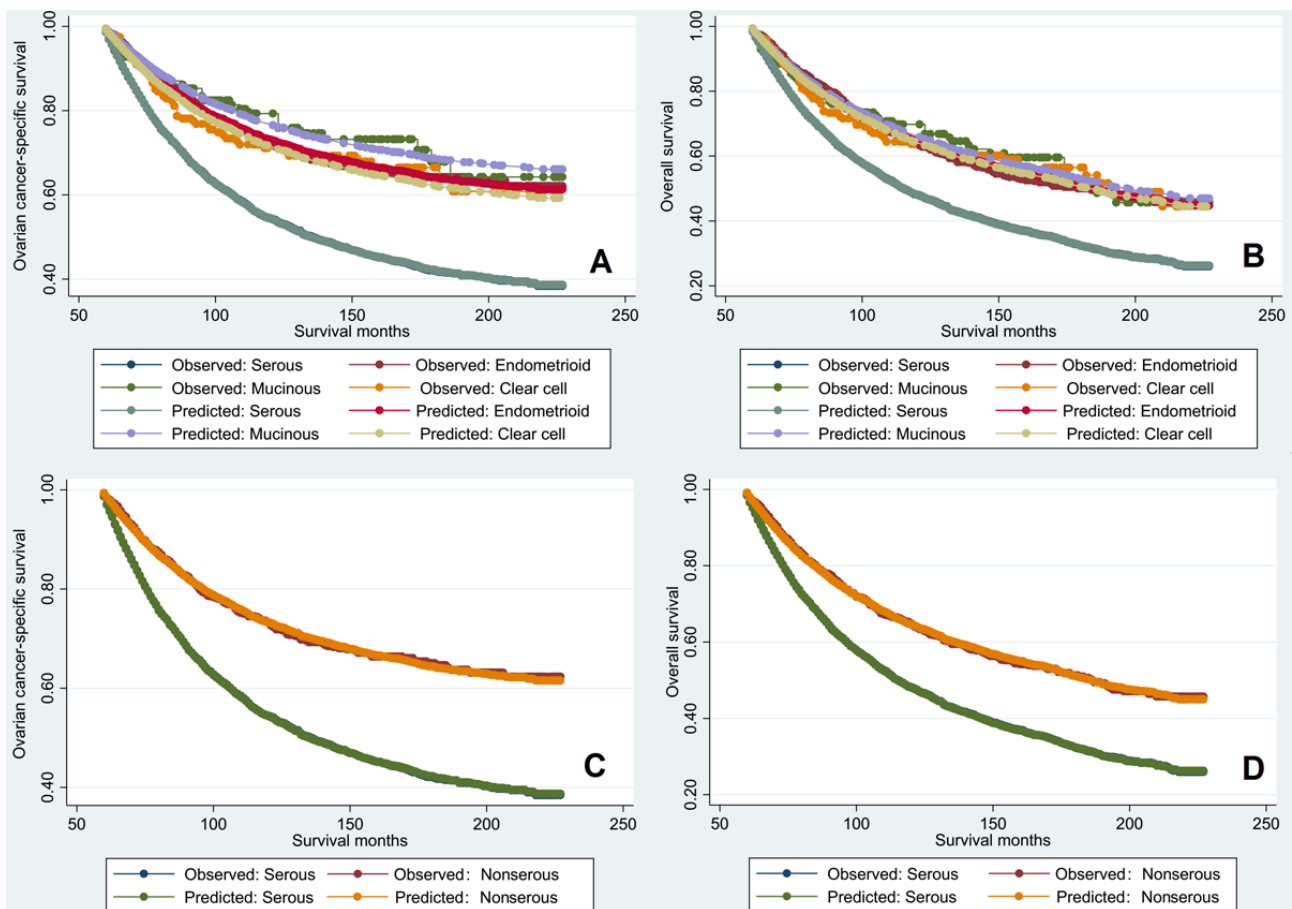 Ovarian cancer-specific survival
1.00
0.80
0.60
0.40
50 100 150 200 250
Survival months
A
Observed: Serous Observed: Endometrioid
Observed: Mucinous Observed: Clear cell
Predicted: Serous Predicted: Endometrioid
Predicted: Mucinous Predicted: Clear cell
Overall survival
1.00
0.80
0.60
0.40
0.20
50 100 150 200 250
Survival months
B
Observed: Serous Observed: Endometrioid
Observed: Mucinous Observed: Clear cell
Predicted: Serous Predicted: Endometrioid
Predicted: Mucinous Predicted: Clear cell
Ovarian cancer-specific survival
1.00
0.80
0.60
0.40
50 100 150 200 250
Survival months
C
Observed: Serous Observed: Nonserous
Predicted: Serous Predicted: Nonserous
Overall survival
1.00
0.80
0.60
0.40
0.20
50 100 150 200 250
Survival months
D
Observed: Serous Observed: Nonserous
Predicted: Serous Predicted: Nonserous